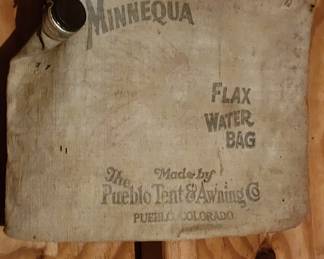 MINNEQUA
FLAX
WATER
BAG
Made by
The
Pueblo Tent & Awning Co
PUEBLO, COLORADO